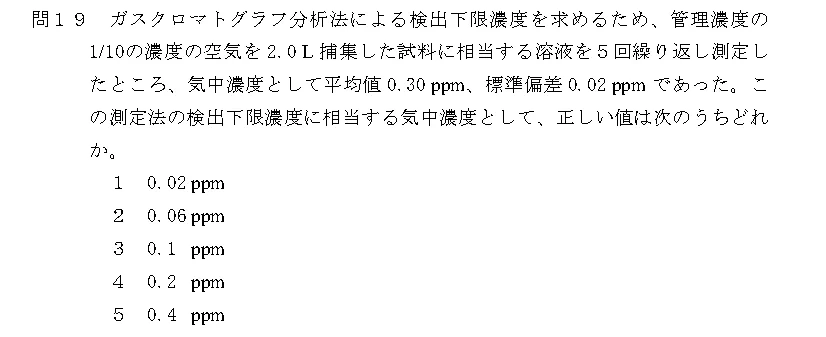 問１９　ガスクロマトグラフ分析法による検出下限濃度を求めるため、管理濃度の
1/10の濃度の空気を 2.0 L 捕集した試料に相当する溶液を５回繰り返し測定し
たところ、気中濃度として平均値 0.30 ppm、標準偏差 0.02 ppm であった。こ
の測定法の検出下限濃度に相当する気中濃度として、正しい値は次のうちどれ
か。
１　0.02 ppm
２　0.06 ppm
３　0.1 ppm
４　0.2 ppm
５　0.4 ppm